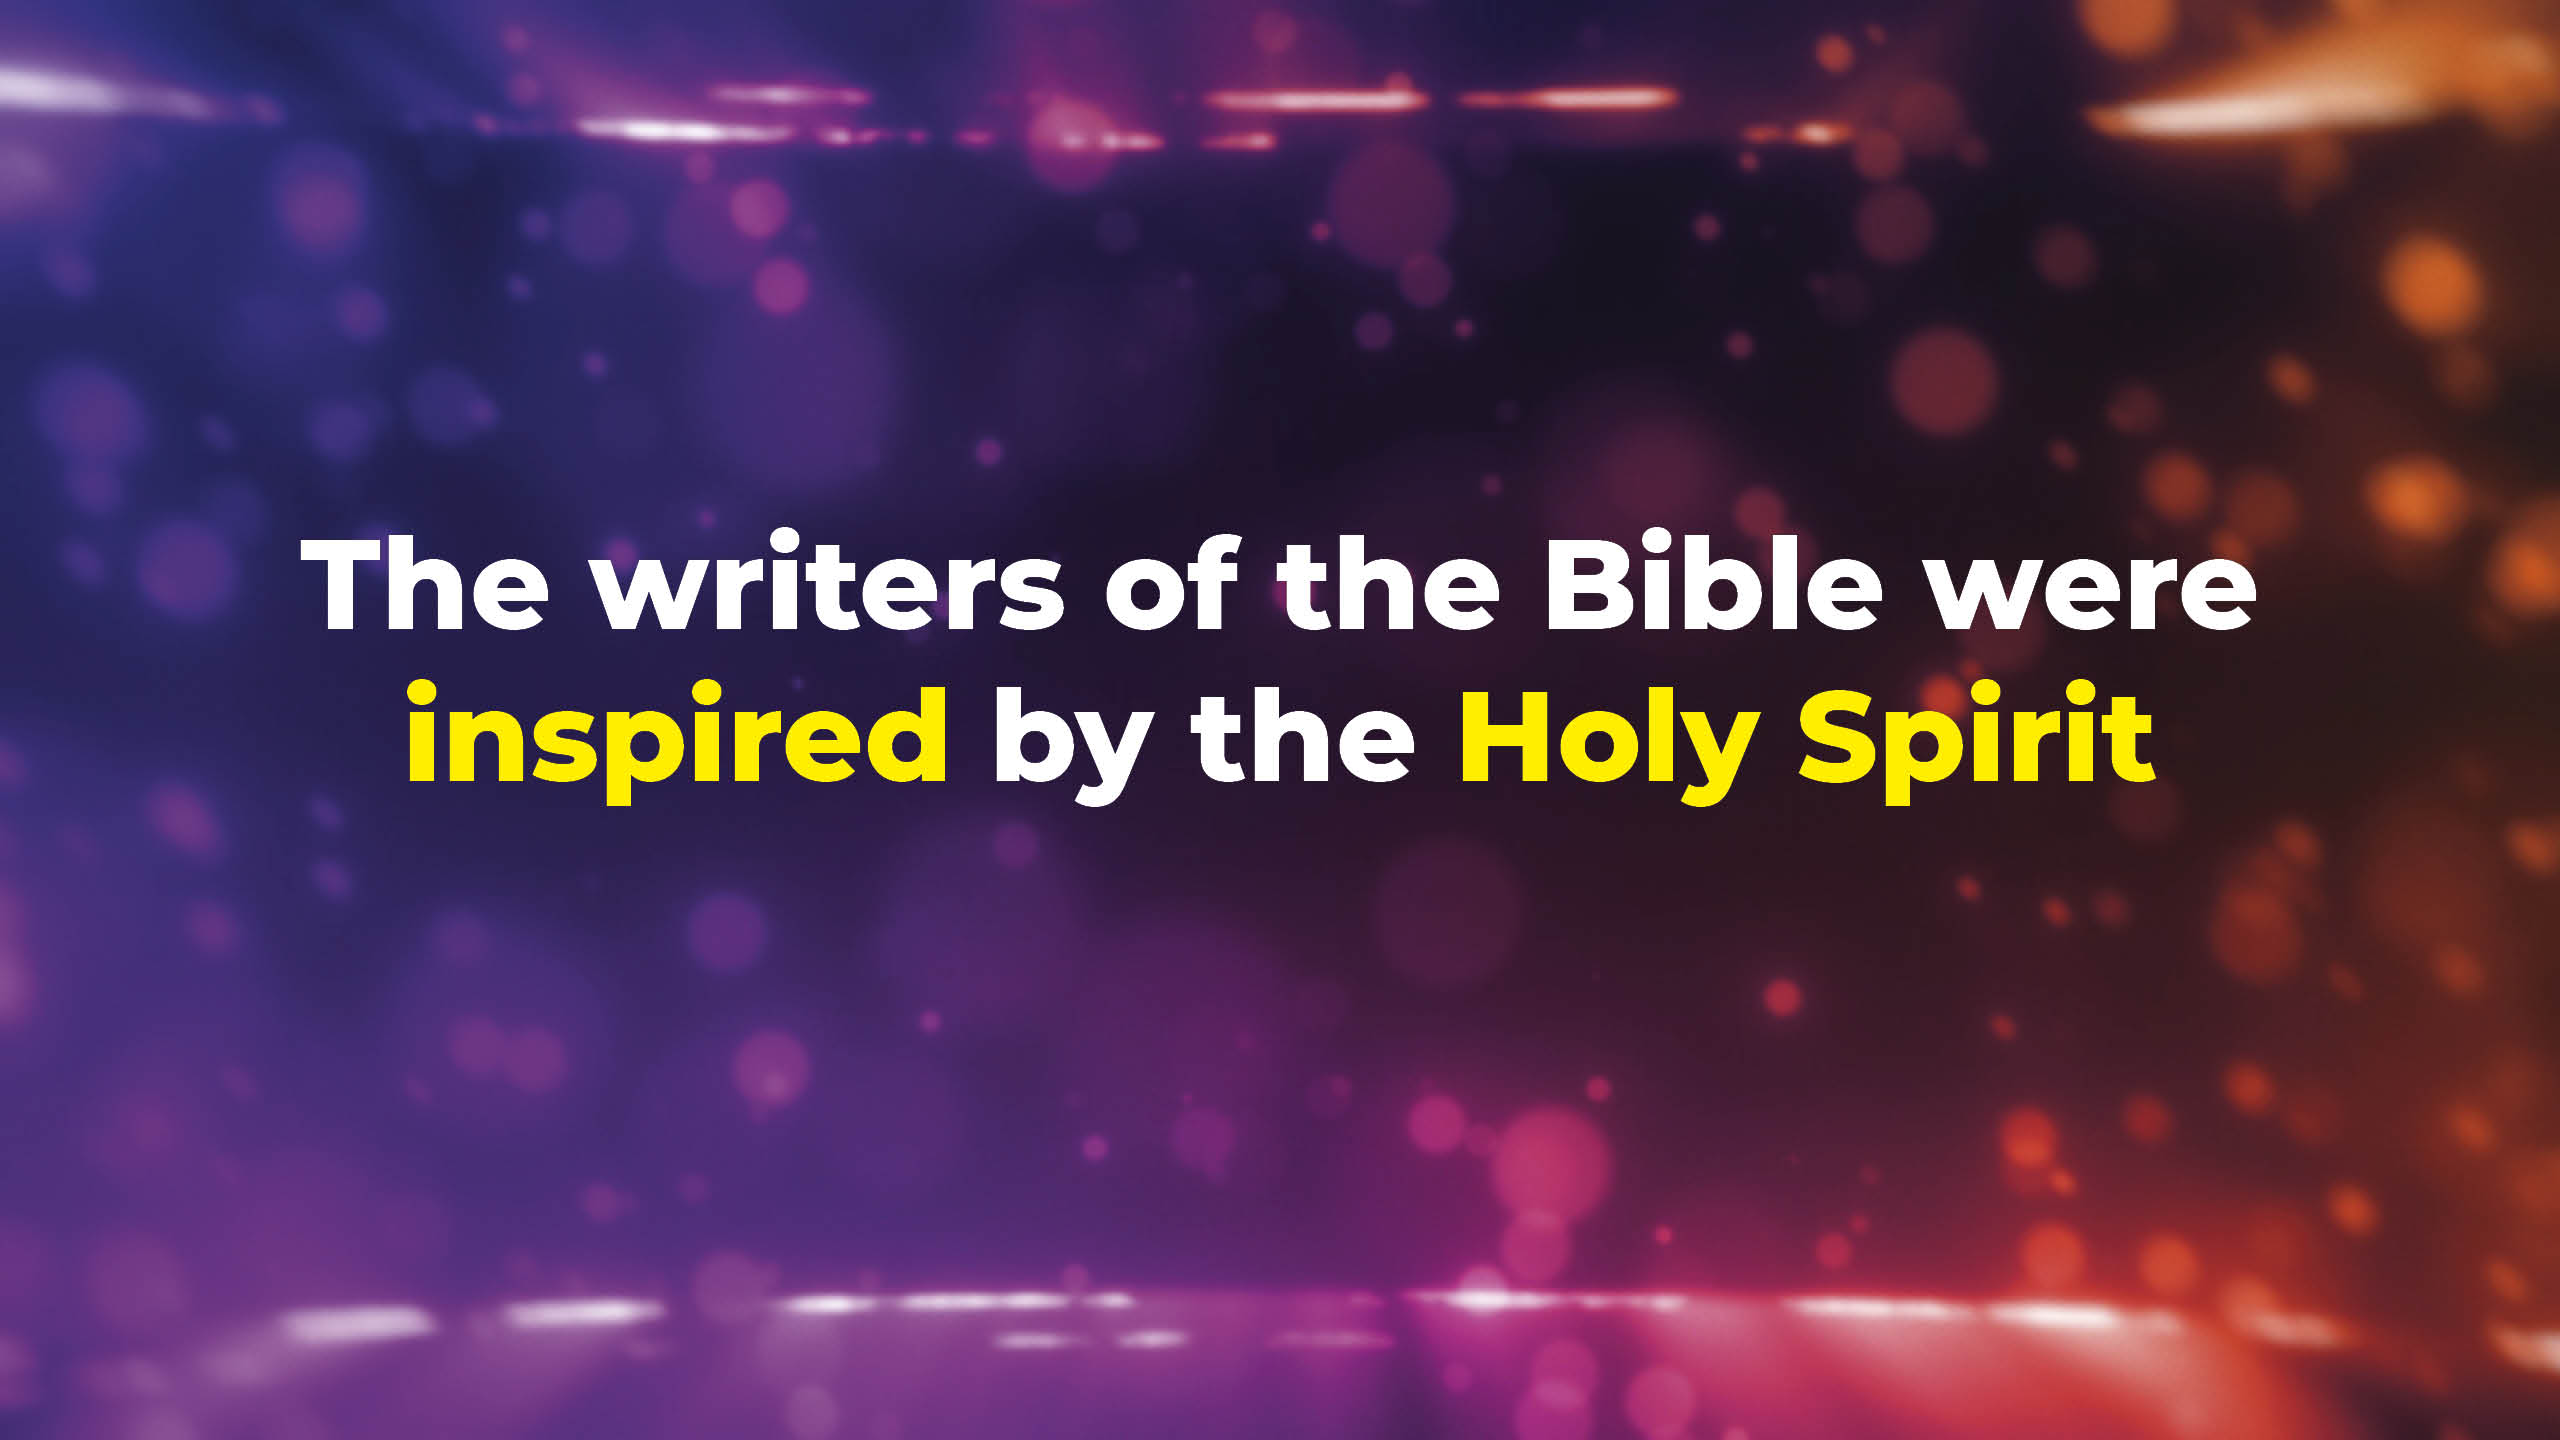 The writers of the Bible were
inspired by the Holy Spirit